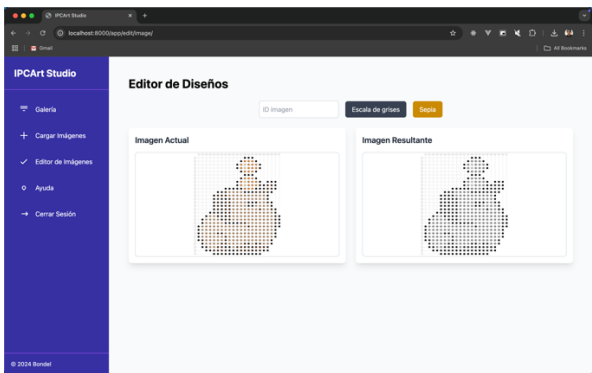 IPCArt Studio
localhost:8000/app/edit/image/
Gmail
All Bookmarks
IPCArt Studio
Galería
Cargar Imágenes
Editor de Imágenes
Ayuda
Cerrar Sesión
© 2024 Bondel
Editor de Diseños
ID imagen
Escala de grises
Sepia
Imagen Actual
Imagen Resultante